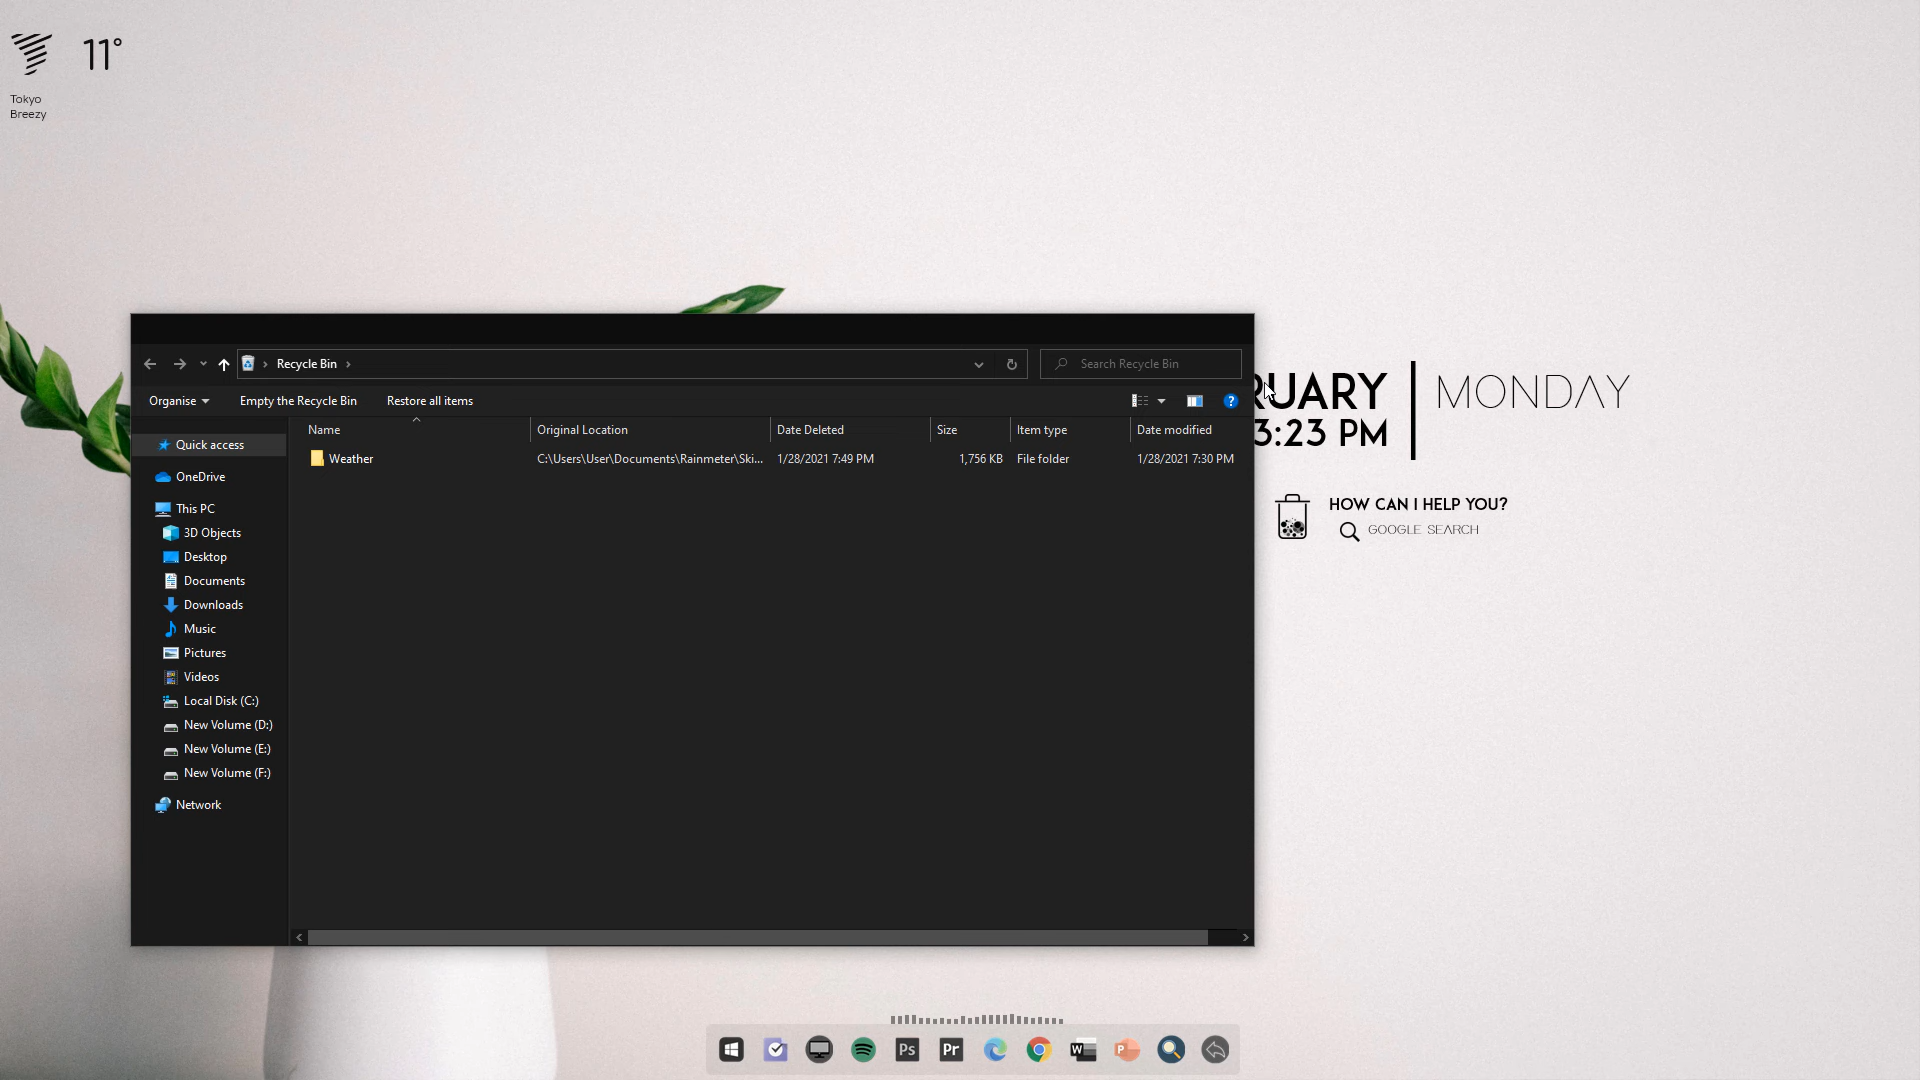 11°
Tokyo
Breezy
Recycle Bin
Search Recycle Bin
Organise
Empty the Recycle Bin
Restore all items
?
Name
Original Location
Date Deleted
Size
Item type
Date modified
Weather
C:\Users\User\Documents\Rainmeter\Ski...
1/28/2021 7:49 PM
1,756 KB
File folder
1/28/2021 7:30 PM
Quick access
OneDrive
This PC
3D Objects
Desktop
Documents
Downloads
Music
Pictures
Videos
Local Disk (C:)
New Volume (D:)
New Volume (E:)
New Volume (F:)
Network
RUARY
3:23 PM
MONDAY
HOW CAN I HELP YOU?
GOOGLE SEARCH
Ps
Pr
W
P